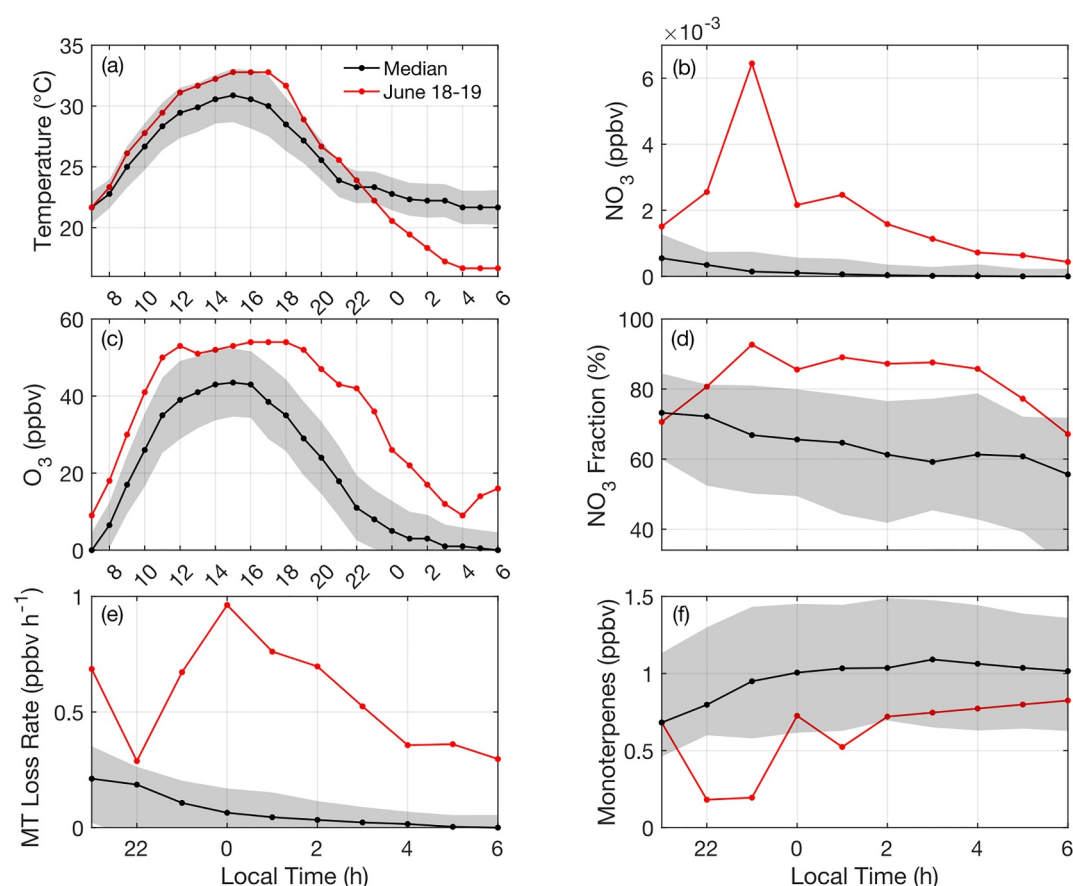 (a)
Median
June 18-19
Temperature (°C)
35
30
25
20
8 10 12 14 16 18 20 22 0 2 4 6
×10⁻³
(b)
NO₃ (ppbv)
6
4
2
0
(c)
O₃ (ppbv)
60
40
20
0
8 10 12 14 16 18 20 22 0 2 4 6
(d)
NO₃ Fraction (%)
100
80
60
40
(e)
MT Loss Rate (ppbv h⁻¹)
1
0.5
0
22 0 2 4 6
Local Time (h)
(f)
Monoterpenes (ppbv)
1.5
1
0.5
0
22 0 2 4 6
Local Time (h)